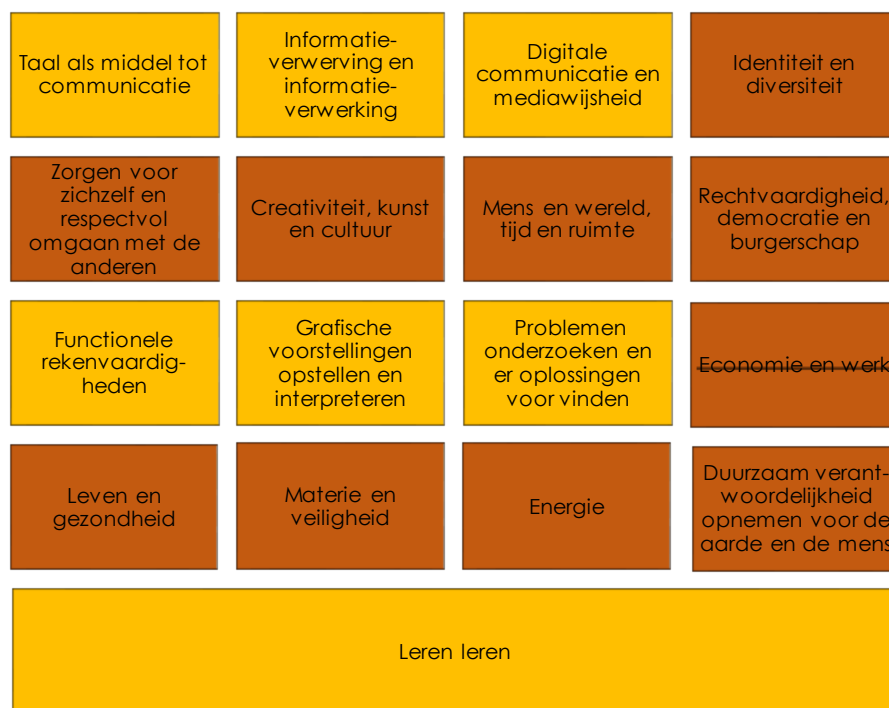 Taal als middel tot
communicatie
Informatie-
verwerving en
informatie-
verwerking
Digitale
communicatie en
mediawijsheid
Identiteit en
diversiteit
Zorgen voor
zichzelf en
respectvol
omgaan met de
anderen
Creativiteit, kunst
en cultuur
Mens en wereld,
tijd en ruimte
Rechtvaardigheid,
democratie en
burgerschap
Functionele
rekenvaardig-
heden
Grafische
voorstellingen
opstellen en
interpreteren
Problemen
onderzoeken en
er oplossingen
voor vinden
Economie en werk
Leven en
gezondheid
Materie en
veiligheid
Energie
Duurzaam verant-
woordelijkheid
opnemen voor de
aarde en de mens
Leren leren